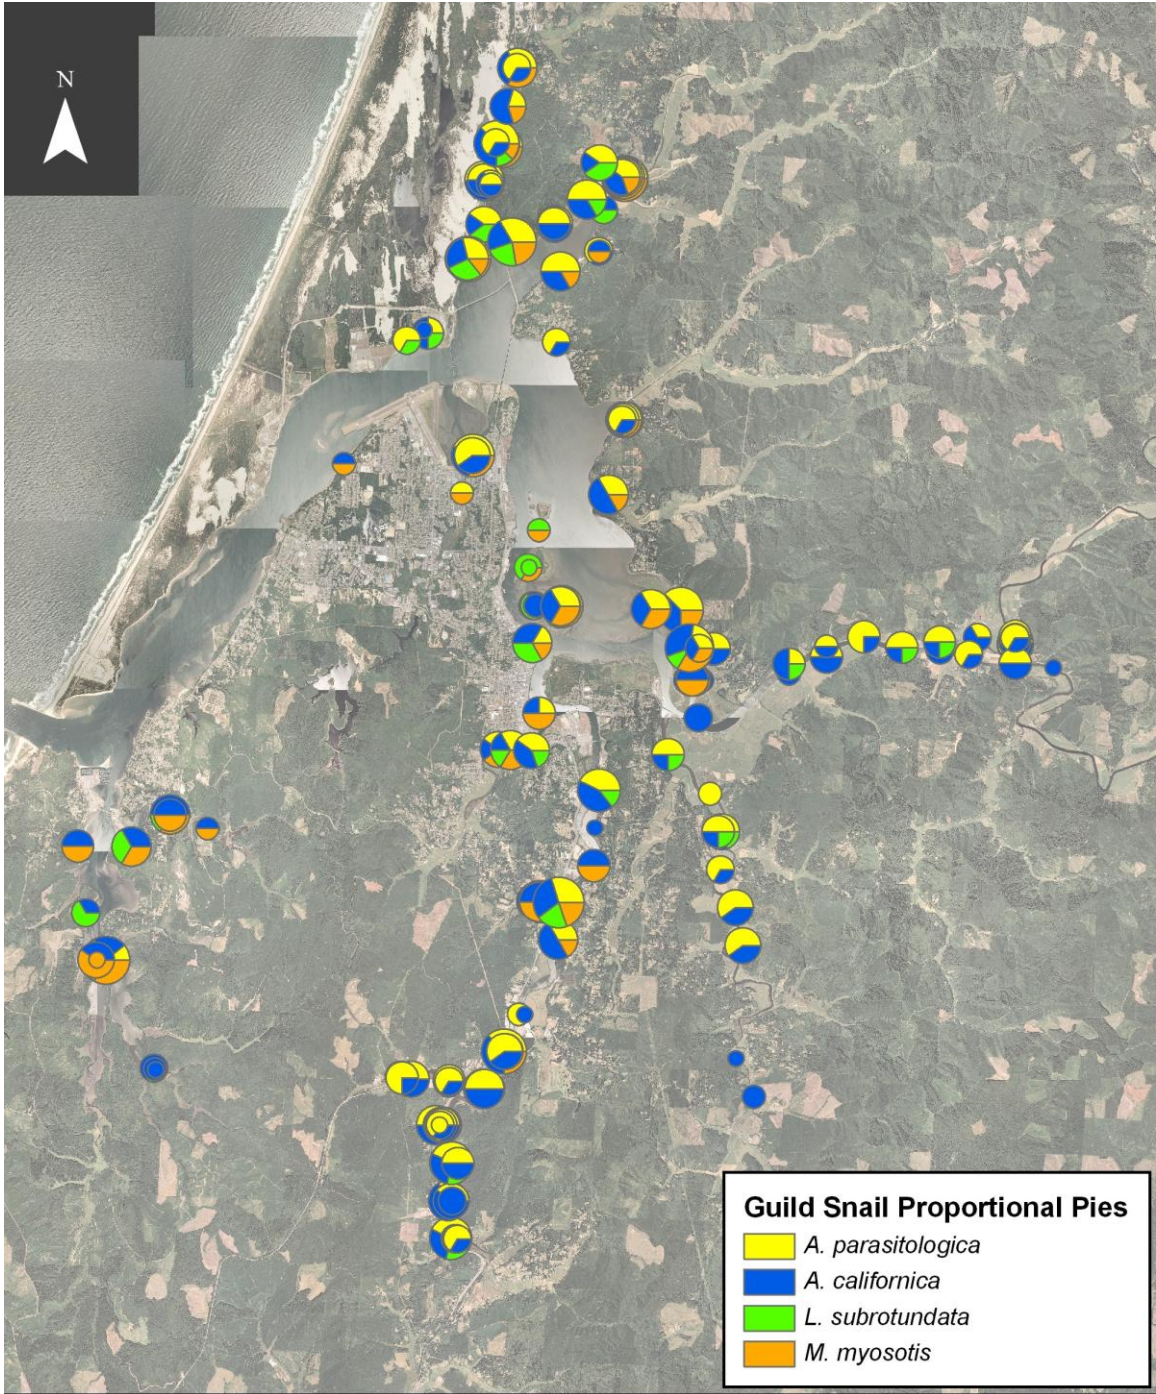 N
Guild Snail Proportional Pies
A. parasitologica
A. californica
L. subrotundata
M. myosotis